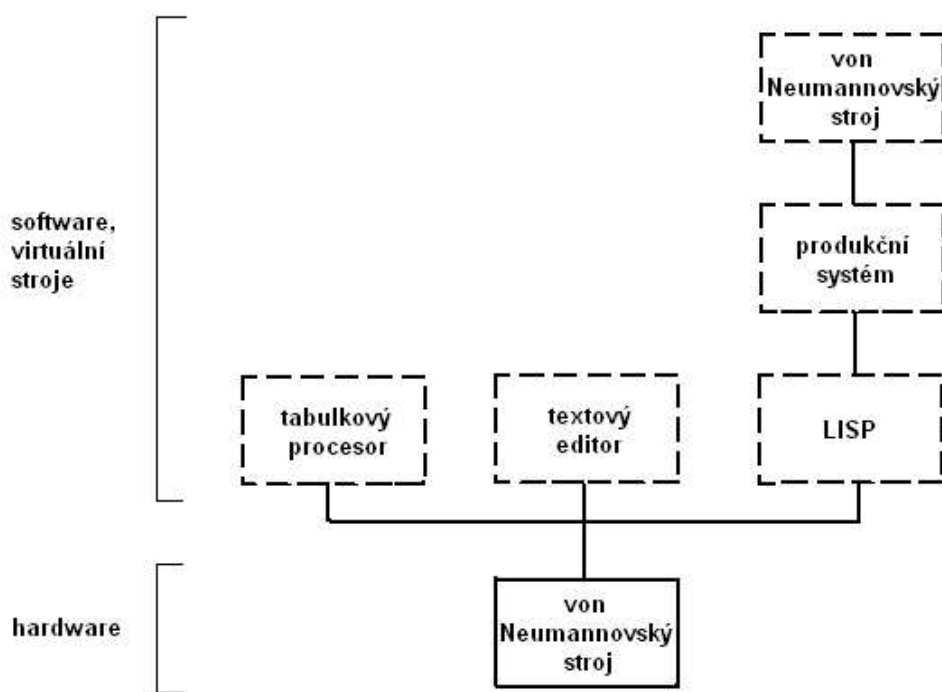 von
Neumannovský
stroj
software,
virtuální
stroje
produkční
systém
tabulkový
procesor
textový
editor
LISP
hardware
von
Neumannovský
stroj